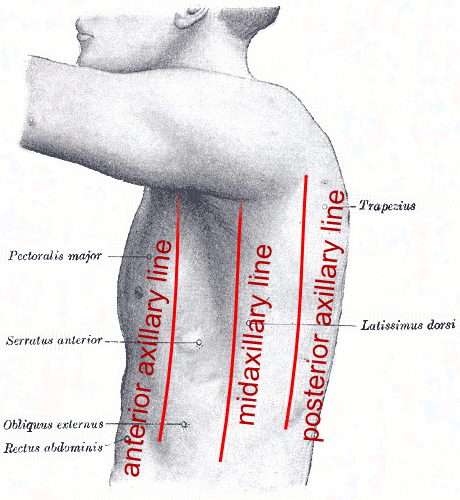 Trapezius
Pectoralis major
Latissimus dorsi
Serratus anterior
Obliquus externus
Rectus abdominis
anterior axillary line
midaxillary line
posterior axillary line